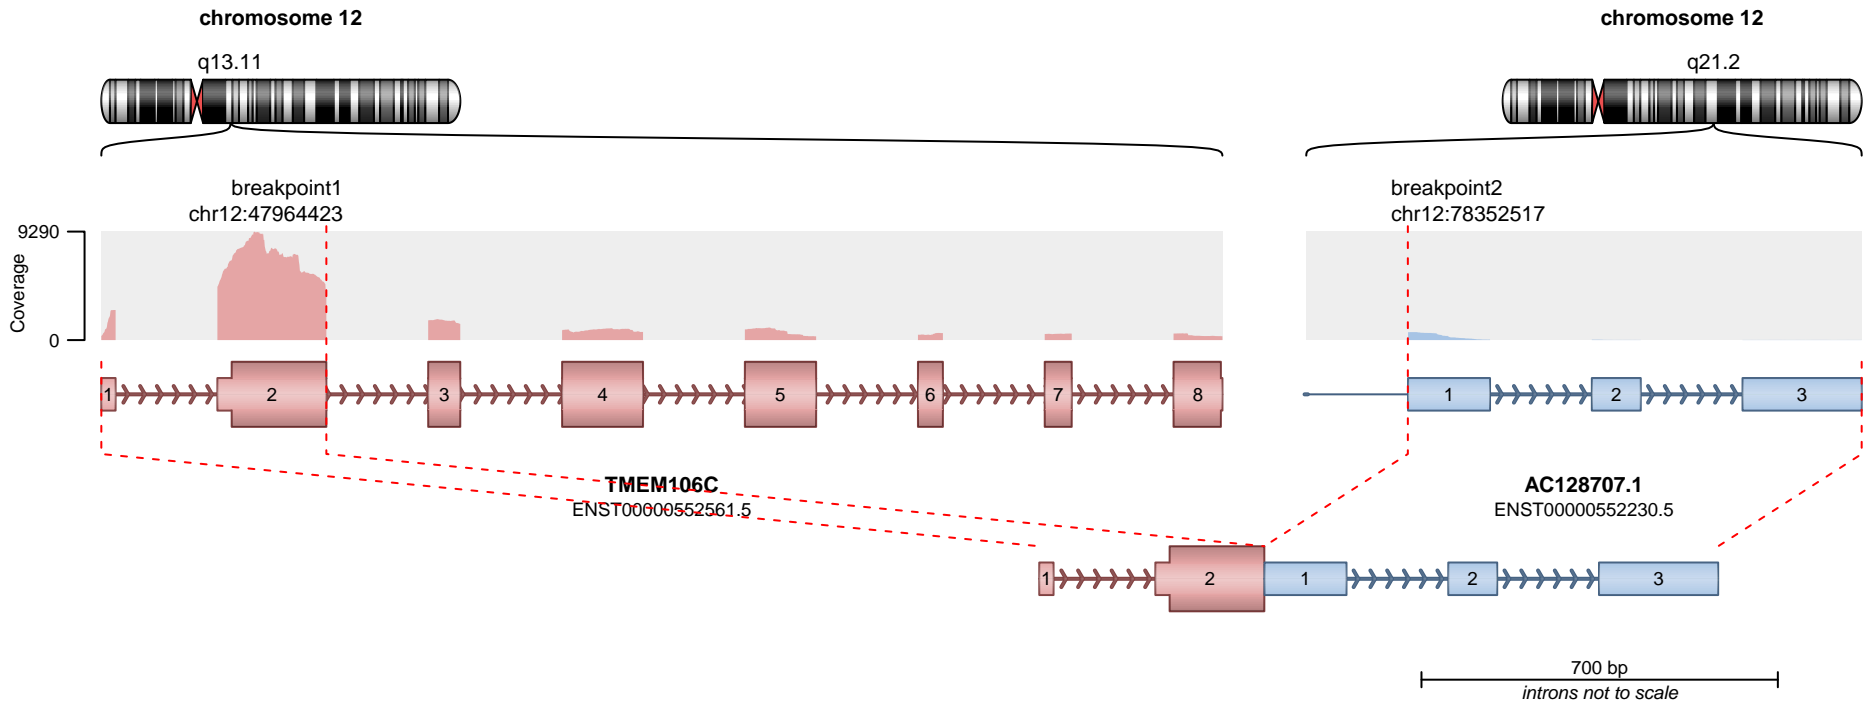 chromosome 12
chromosome 12
q13.11
q21.2
breakpoint1
chr12:47964423
breakpoint2
chr12:78352517
9290
Coverage
0
1
2
3
4
5
6
7
8
1
2
3
TMEM106C
ENST00000552561.5
AC128707.1
ENST00000552230.5
1
2
1
2
3
700 bp
introns not to scale